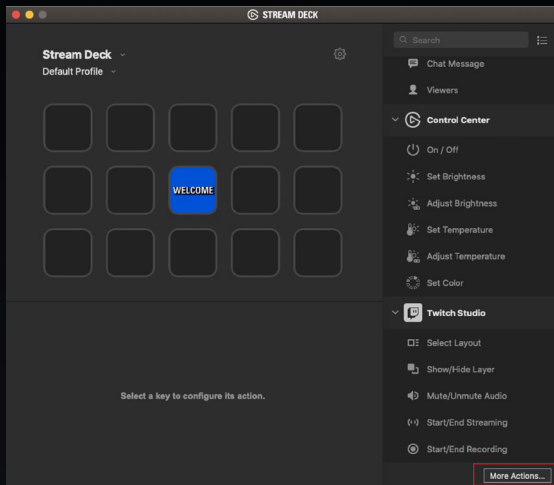 STREAM DECK
Stream Deck
Default Profile
WELCOME
Select a key to configure its action.
Search
Chat Message
Viewers
Control Center
On / Off
Set Brightness
Adjust Brightness
Set Temperature
Adjust Temperature
Set Color
Twitch Studio
Select Layout
Show/Hide Layer
Mute/Unmute Audio
Start/End Streaming
Start/End Recording
More Actions...